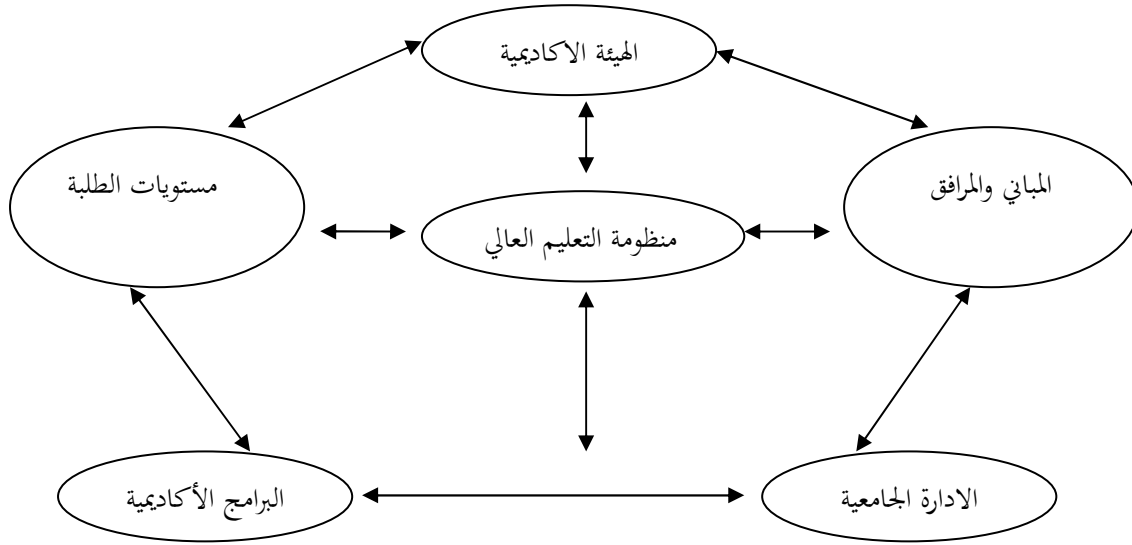 الهيئة الاكاديمية
المباني والمرافق
مستويات الطلبة
منظومة التعليم العالي
الادارة الجامعية
البرامج الأكاديمية